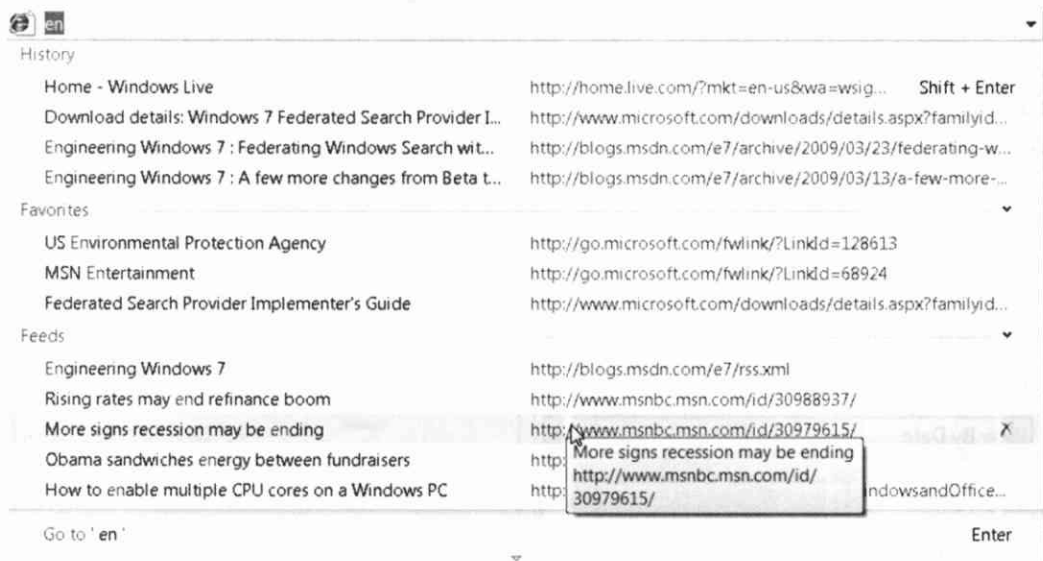 en
History
Home - Windows Live http://home.live.com/?mkt=en-us&wa=wsig... Shift + Enter
Download details: Windows 7 Federated Search Provider I... http://www.microsoft.com/downloads/details.aspx?familyid...
Engineering Windows 7 : Federating Windows Search wit... http://blogs.msdn.com/e7/archive/2009/03/23/federating-w...
Engineering Windows 7 : A few more changes from Beta t... http://blogs.msdn.com/e7/archive/2009/03/13/a-few-more-...
Favorites
US Environmental Protection Agency http://go.microsoft.com/fwlink/?LinkId=128613
MSN Entertainment http://go.microsoft.com/fwlink/?LinkId=68924
Federated Search Provider Implementer's Guide http://www.microsoft.com/downloads/details.aspx?familyid...
Feeds
Engineering Windows 7 http://blogs.msdn.com/e7/rss.xml
Rising rates may end refinance boom http://www.msnbc.msn.com/id/30988937/
More signs recession may be ending http://www.msnbc.msn.com/id/30979615/ X
Obama sandwiches energy between fundraisers http:
More signs recession may be ending
http://www.msnbc.msn.com/id/
30979615/
How to enable multiple CPU cores on a Windows PC http: ndowsandOffice...
Go to ' en ' Enter